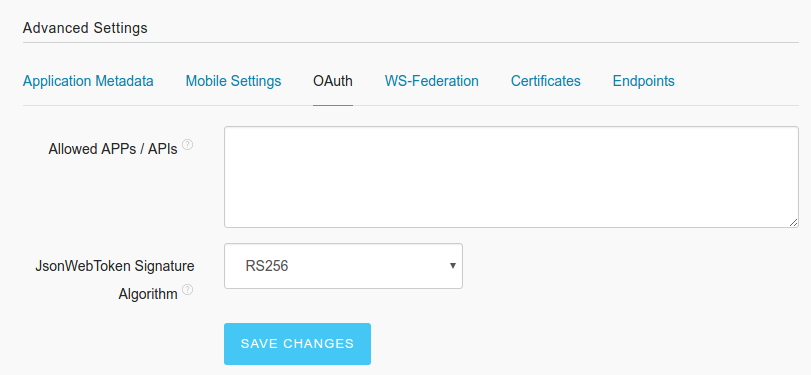 Advanced Settings
Application Metadata Mobile Settings OAuth WS-Federation Certificates Endpoints
Allowed APPs / APIs ?
JsonWebToken Signature
Algorithm ?
RS256
SAVE CHANGES